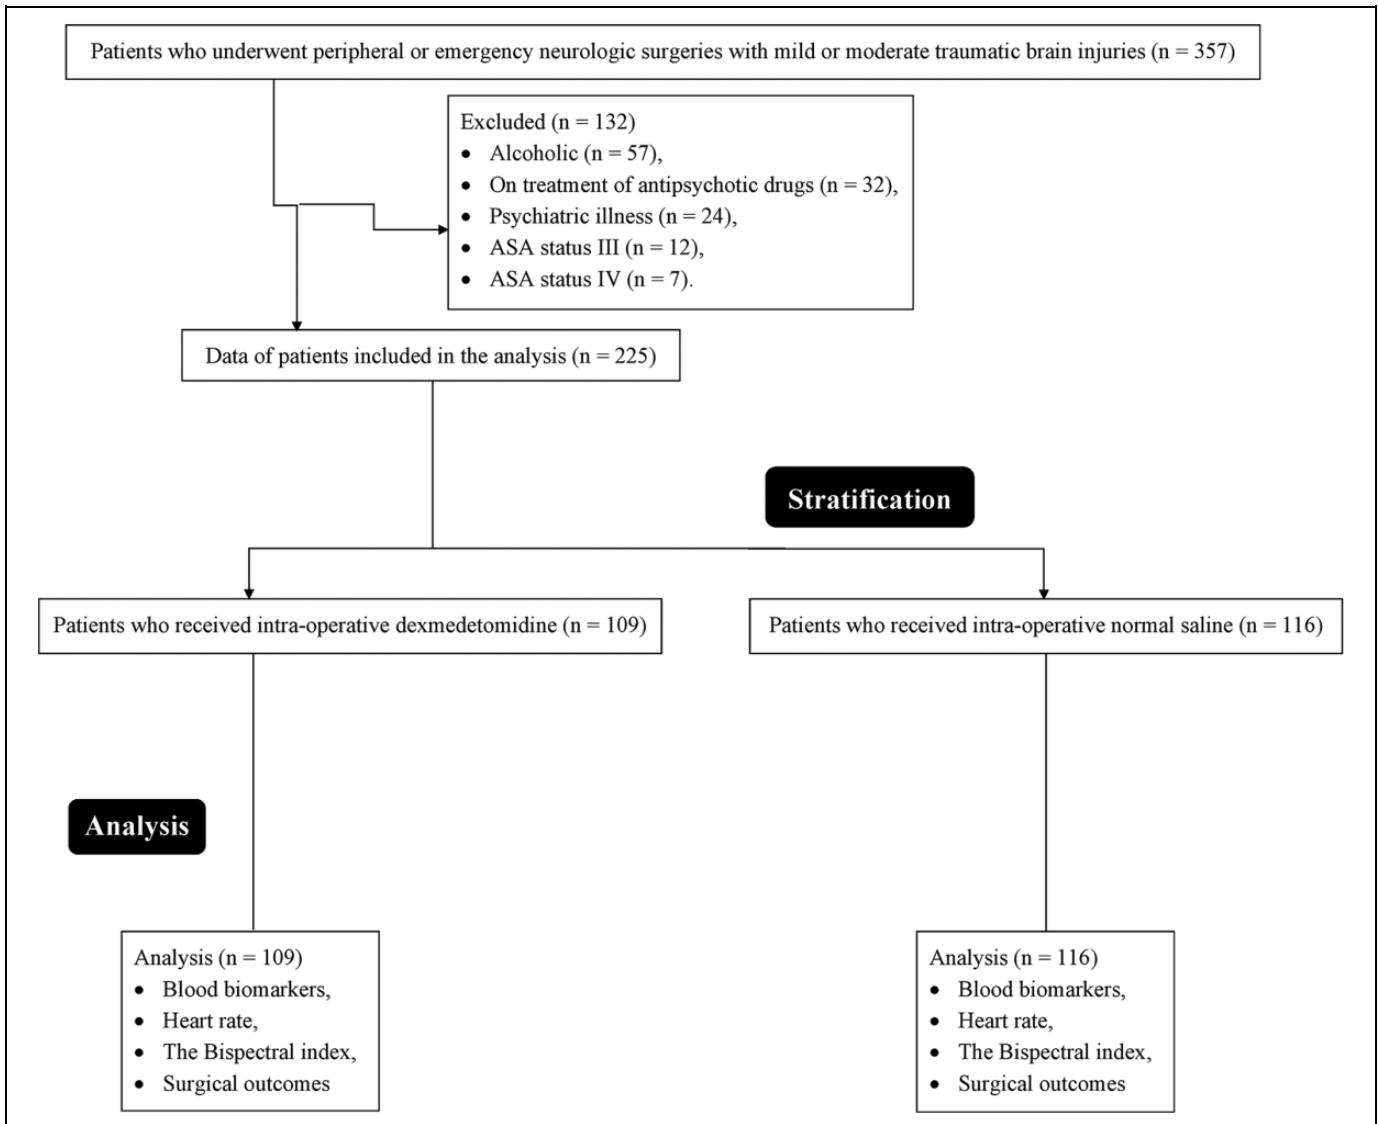 Patients who underwent peripheral or emergency neurologic surgeries with mild or moderate traumatic brain injuries (n = 357)
Excluded (n = 132)
• Alcoholic (n = 57),
• On treatment of antipsychotic drugs (n = 32),
• Psychiatric illness (n = 24),
• ASA status III (n = 12),
• ASA status IV (n = 7).
Data of patients included in the analysis (n = 225)
Stratification
Patients who received intra-operative dexmedetomidine (n = 109)
Patients who received intra-operative normal saline (n = 116)
Analysis
Analysis (n = 109)
• Blood biomarkers,
• Heart rate,
• The Bispectral index,
• Surgical outcomes
Analysis (n = 116)
• Blood biomarkers,
• Heart rate,
• The Bispectral index,
• Surgical outcomes